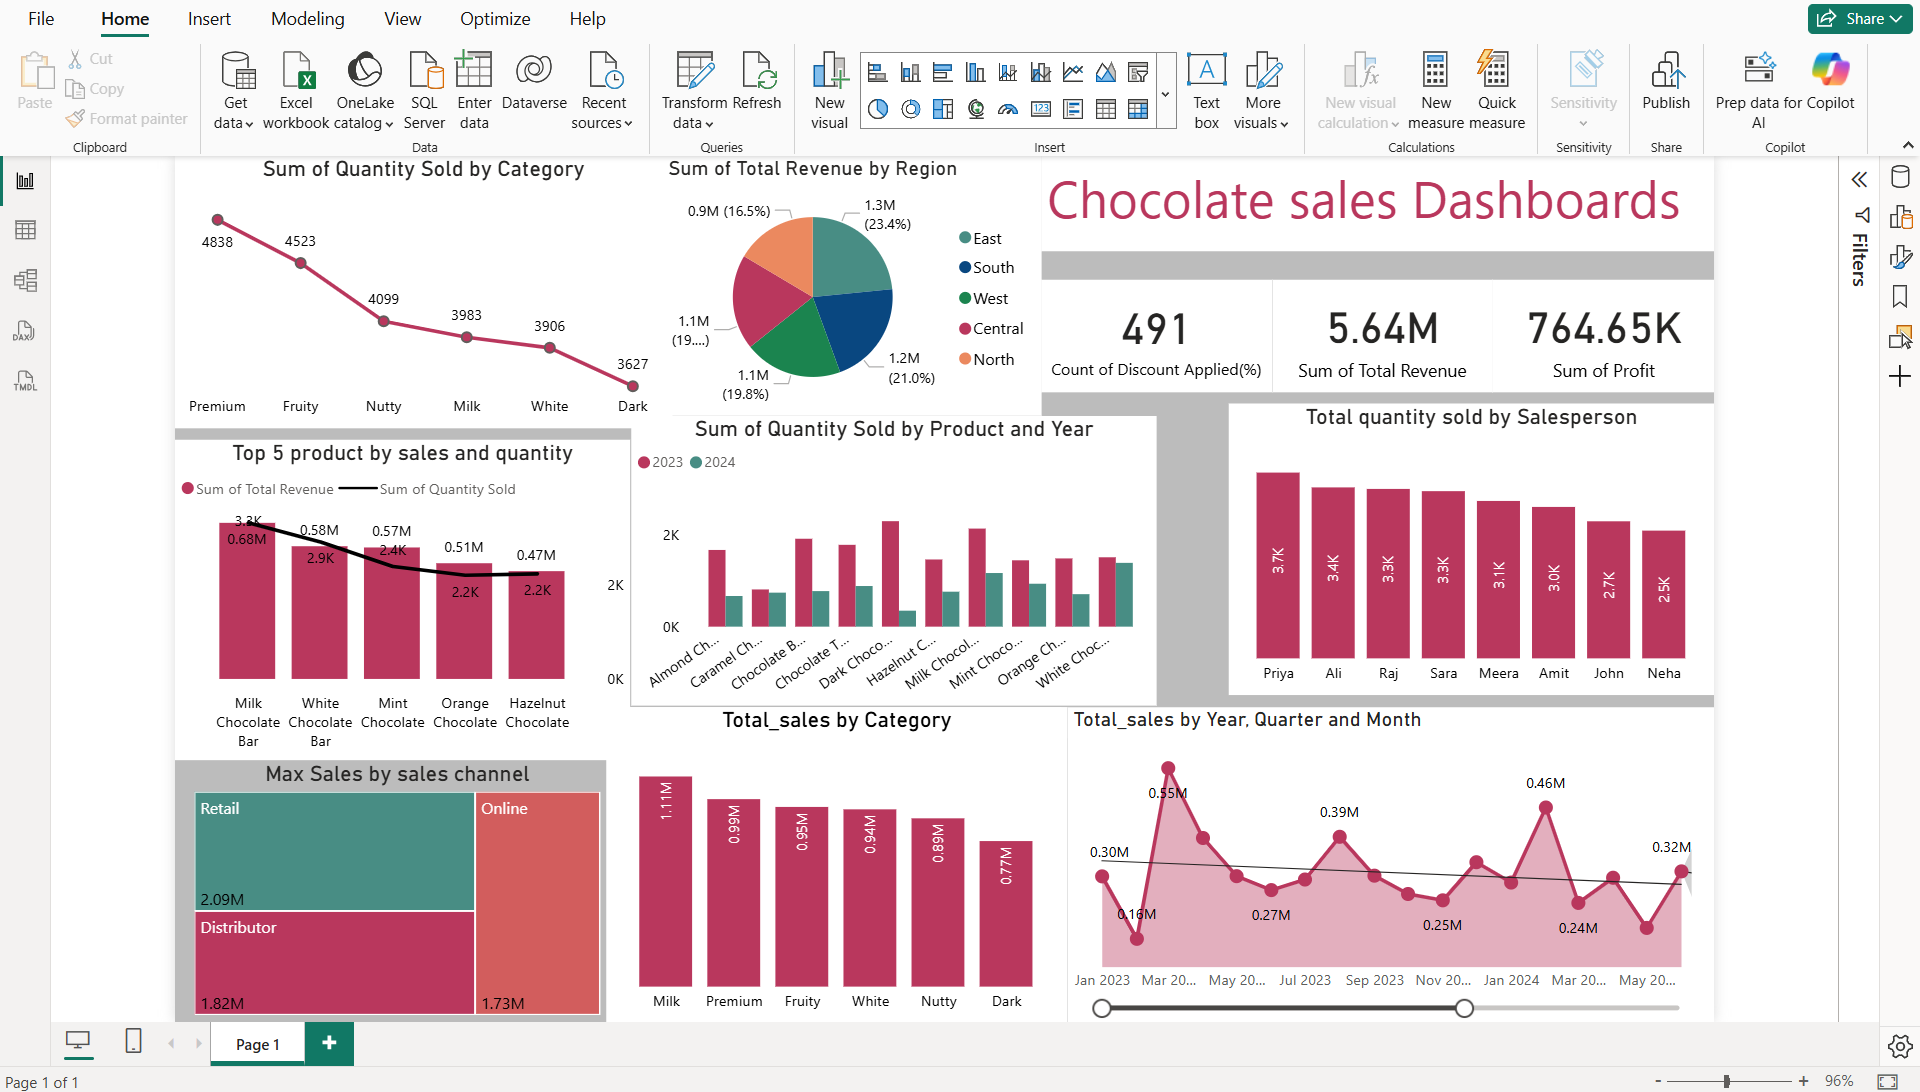 File Home Insert Modeling View Optimize Help
Share
Paste
Cut
Copy
Format painter
Clipboard
Get data
Excel workbook
OneLake catalog
SQL Server
Enter data
Dataverse
Recent sources
Data
Transform data
Refresh
Queries
New visual
Text box
More visuals
Insert
New visual calculation
New measure
Quick measure
Calculations
Sensitivity
Sensitivity
Publish
Share
Prep data for AI
Copilot
Copilot
DAX
TMDL
Filters
Sum of Quantity Sold by Category
4838
4523
4099
3983
3906
3627
Premium Fruity Nutty Milk White Dark
Sum of Total Revenue by Region
0.9M (16.5%)
1.3M
(23.4%)
1.1M
(19....)
1.1M
(19.8%)
1.2M
(21.0%)
East
South
West
Central
North
Chocolate sales Dashboards
491
Count of Discount Applied(%)
5.64M
Sum of Total Revenue
764.65K
Sum of Profit
Top 5 product by sales and quantity
Sum of Total Revenue Sum of Quantity Sold
3.3K
0.68M
0.58M
2.9K
0.57M
2.4K
0.51M
2.2K
0.47M
2.2K
2K
0K
Milk Chocolate Bar
White Chocolate Bar
Mint Chocolate
Orange Chocolate
Hazelnut Chocolate
Sum of Quantity Sold by Product and Year
2023 2024
2K
0K
Almond Ch...
Caramel Ch...
Chocolate B...
Chocolate T...
Dark Choco...
Hazelnut C...
Milk Chocol...
Mint Choco...
Orange Ch...
White Choc...
Total quantity sold by Salesperson
3.7K 3.4K 3.3K 3.3K 3.1K 3.0K 2.7K 2.5K
Priya Ali Raj Sara Meera Amit John Neha
Max Sales by sales channel
Retail
2.09M
Distributor
1.82M
Online
1.73M
Total_sales by Category
1.11M 0.99M 0.95M 0.94M 0.89M 0.77M
Milk Premium Fruity White Nutty Dark
Total_sales by Year, Quarter and Month
0.30M
0.16M
0.55M
0.27M
0.39M
0.25M
0.46M
0.24M
0.32M
Jan 2023 Mar 20... May 20... Jul 2023 Sep 2023 Nov 20... Jan 2024 Mar 20... May 20...
Page 1
Page 1 of 1
96%